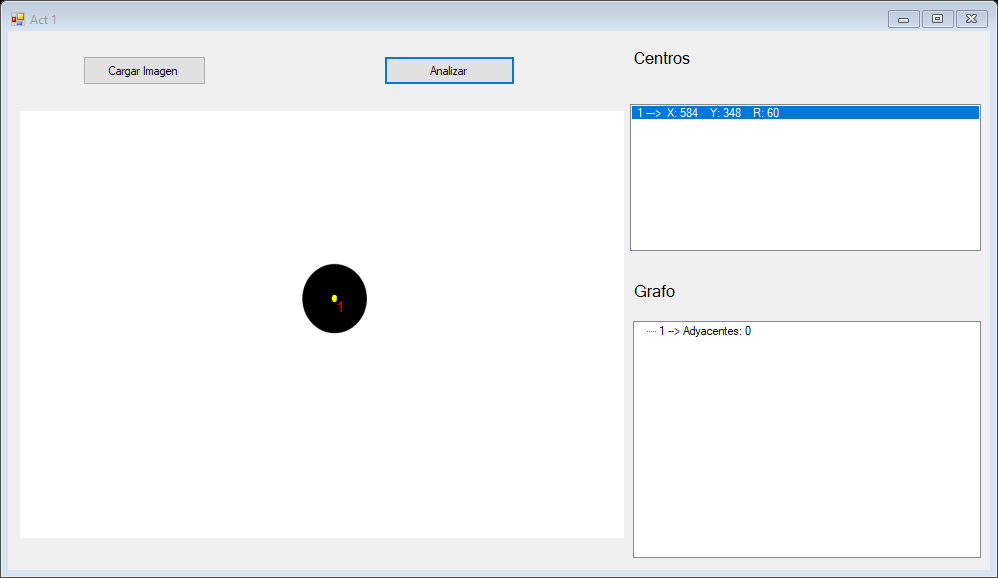 Act 1
Cargar Imagen
Analizar
Centros
1 ---> X: 584 Y: 348 R: 60
1
Grafo
1 --> Adyacentes: 0